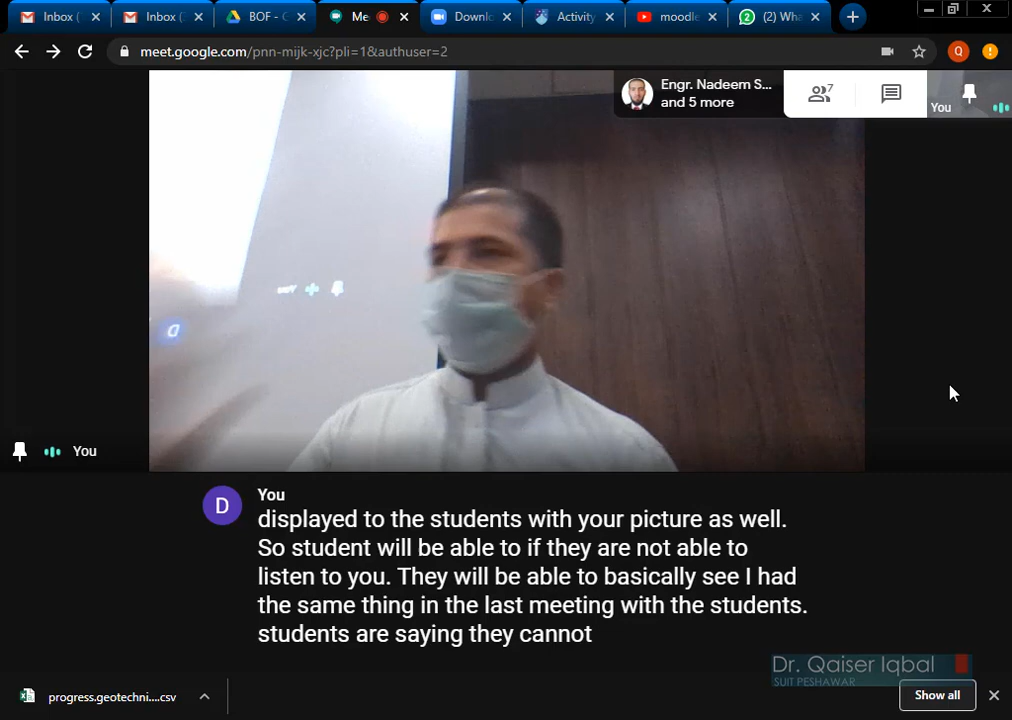 Inbox (
Inbox (
BOF - G
Me
Downl
Activity
moodle
(2) Wha
meet.google.com/pnn-mijk-xjc?pli=1&authuser=2
Q
Engr. Nadeem S...
and 5 more
7
You
You
D
You
displayed to the students with your picture as well.
So student will be able to if they are not able to
listen to you. They will be able to basically see I had
the same thing in the last meeting with the students.
students are saying they cannot
Dr. Qaiser Iqbal
SUIT PESHAWAR
progress.geotechni....csv
Show all